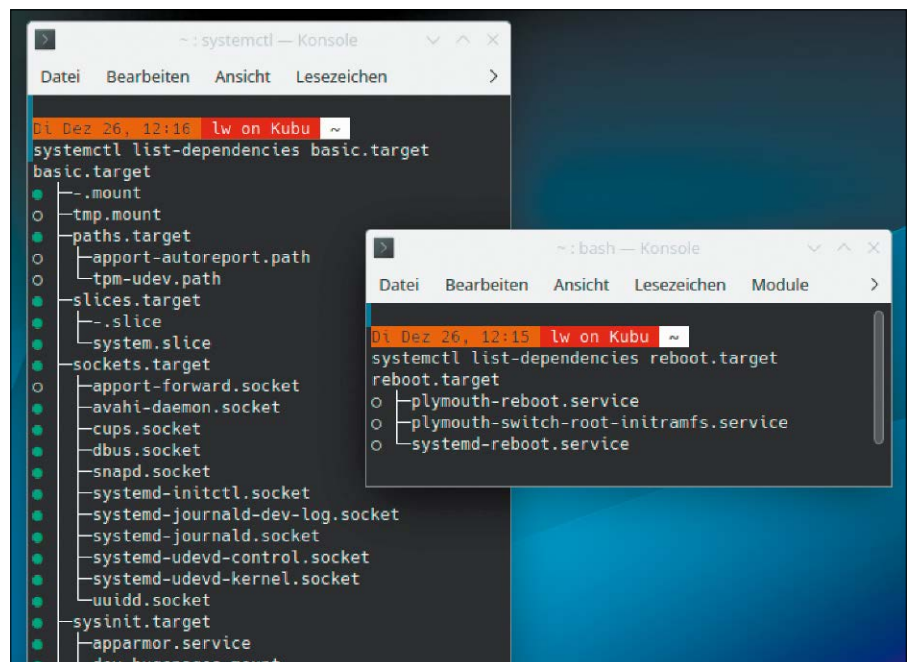 ~ : systemctl — Konsole
Datei Bearbeiten Ansicht Lesezeichen >
Di Dez 26, 12:16 lw on Kubu ~
systemctl list-dependencies basic.target
basic.target
● ├─-.mount
○ ├─tmp.mount
● ├─paths.target
○ │ ├─apport-autoreport.path
○ │ └─tpm-udev.path
● ├─slices.target
● │ ├─-.slice
● │ └─system.slice
● ├─sockets.target
○ │ ├─apport-forward.socket
● │ ├─avahi-daemon.socket
● │ ├─cups.socket
● │ ├─dbus.socket
● │ ├─snapd.socket
● │ ├─systemd-initctl.socket
● │ ├─systemd-journald-dev-log.socket
● │ ├─systemd-journald.socket
● │ ├─systemd-udevd-control.socket
● │ ├─systemd-udevd-kernel.socket
● │ └─uuidd.socket
● ├─sysinit.target
● │ ├─apparmor.service
~ : bash — Konsole
Datei Bearbeiten Ansicht Lesezeichen Module >
Di Dez 26, 12:15 lw on Kubu ~
systemctl list-dependencies reboot.target
reboot.target
○ ├─plymouth-reboot.service
○ ├─plymouth-switch-root-initramfs.service
○ └─systemd-reboot.service